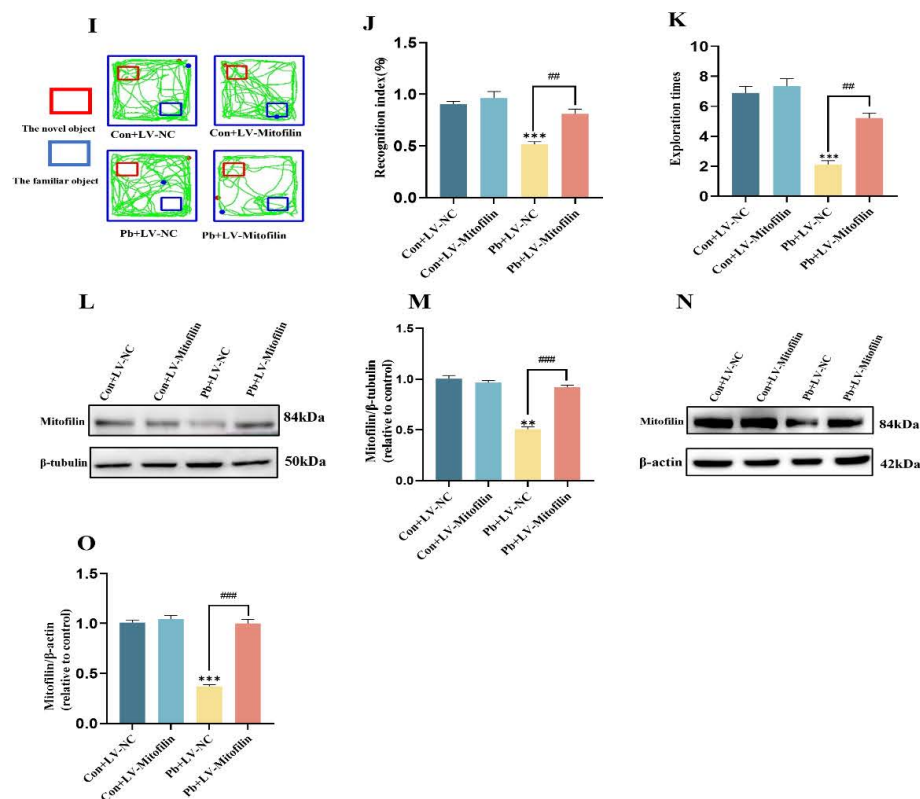 I
The novel object
The familiar object
Con+LV-NC
Con+LV-Mitofilin
Pb+LV-NC
Pb+LV-Mitofilin
J
Recognition index(%)
1.5
1.0
0.5
0.0
##
***
Con+LV-NC
Con+LV-Mitofilin
Pb+LV-NC
Pb+LV-Mitofilin
K
Exploration times
10
8
6
4
2
0
##
***
Con+LV-NC
Con+LV-Mitofilin
Pb+LV-NC
Pb+LV-Mitofilin
L
Con+LV-NC
Con+LV-Mitofilin
Pb+LV-NC
Pb+LV-Mitofilin
Mitofilin
84kDa
β-tubulin
50kDa
M
Mitofilin/β-tubulin
(relative to control)
1.5
1.0
0.5
0.0
###
**
Con+LV-NC
Con+LV-Mitofilin
Pb+LV-NC
Pb+LV-Mitofilin
N
Con+LV-NC
Con+LV-Mitofilin
Pb+LV-NC
Pb+LV-Mitofilin
Mitofilin
84kDa
β-actin
42kDa
O
Mitofilin/β-actin
(relative to control)
1.5
1.0
0.5
0.0
###
***
Con+LV-NC
Con+LV-Mitofilin
Pb+LV-NC
Pb+LV-Mitofilin